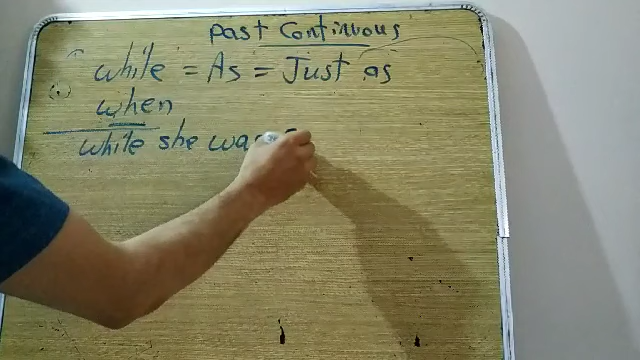 past Continuous
while = As = Just as
when
while she was